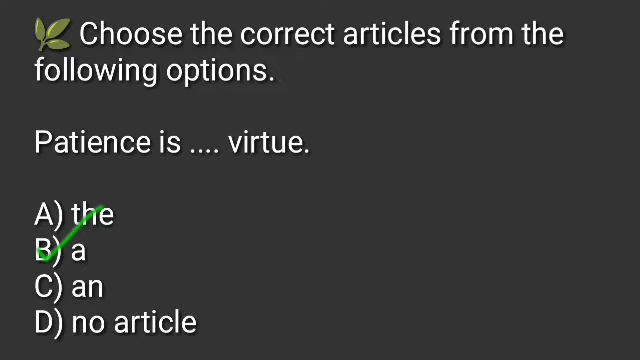 🌿 Choose the correct articles from the
following options.
Patience is .... virtue.
A) the
B) a
C) an
D) no article